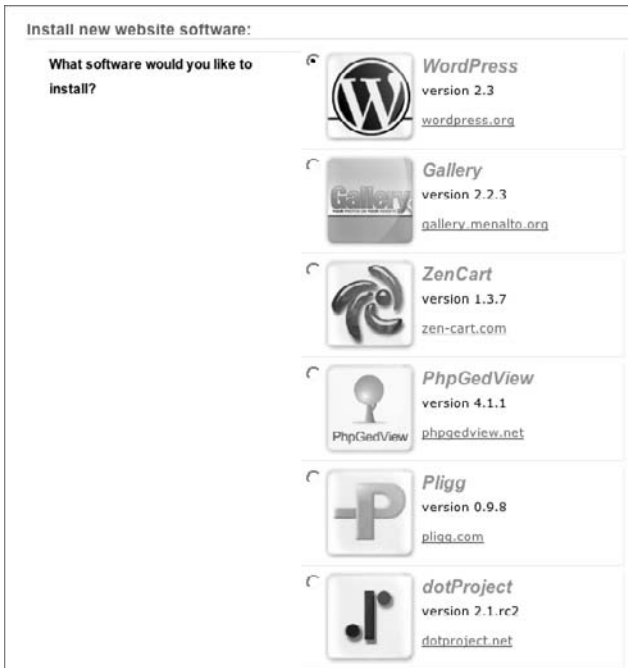 Install new website software:
What software would you like to
install?
WordPress
version 2.3
wordpress.org
Gallery
Gallery
version 2.2.3
gallery.menalto.org
ZenCart
version 1.3.7
zen-cart.com
PhpGedView
PhpGedView
version 4.1.1
phpgedview.net
Pligg
version 0.9.8
pligg.com
dotProject
version 2.1.rc2
dotproject.net